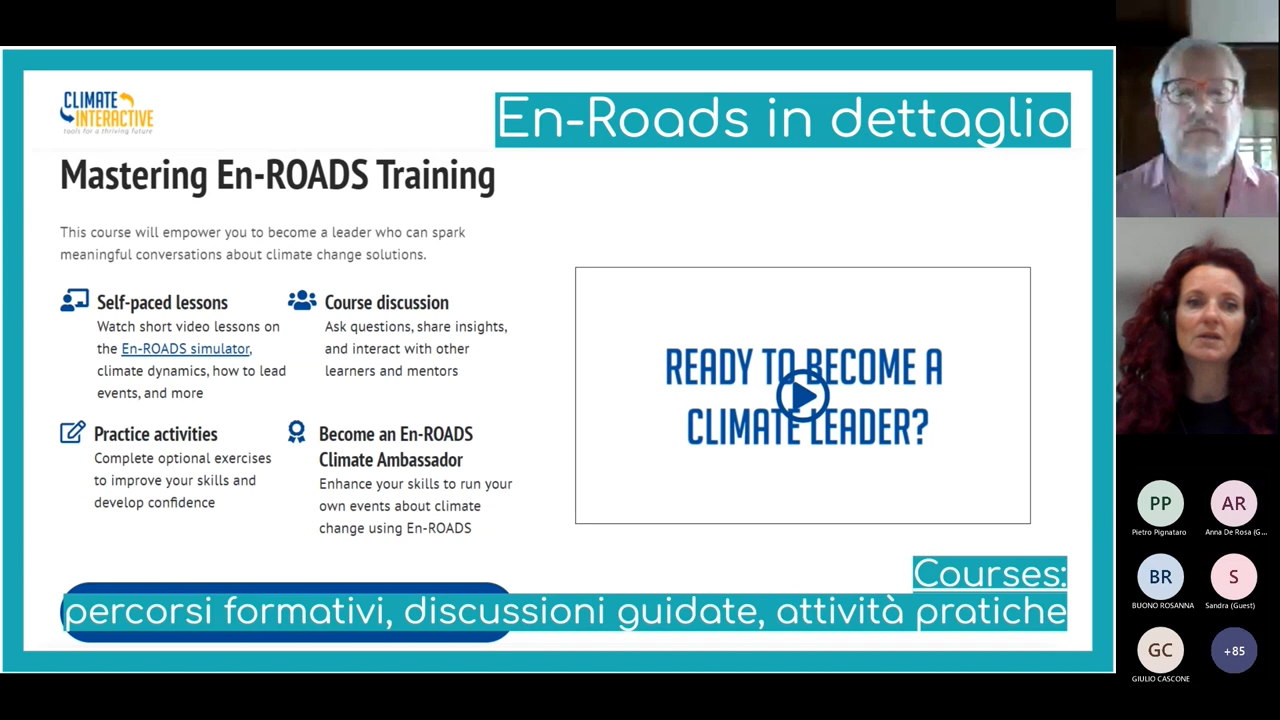 CLIMATE
INTERACTIVE
tools for a thriving future
En-Roads in dettaglio
Mastering En-ROADS Training
This course will empower you to become a leader who can spark
meaningful conversations about climate change solutions.
Self-paced lessons
Watch short video lessons on
the En-ROADS simulator,
climate dynamics, how to lead
events, and more
Course discussion
Ask questions, share insights,
and interact with other
learners and mentors
Practice activities
Complete optional exercises
to improve your skills and
develop confidence
Become an En-ROADS
Climate Ambassador
Enhance your skills to run your
own events about climate
change using En-ROADS
READY TO BECOME A
CLIMATE LEADER?
Courses:
percorsi formativi, discussioni guidate, attività pratiche
PP
Pietro Pignataro
AR
Anna De Rosa (G...
BR
BUONO ROSANNA
S
Sandra (Guest)
GC
GIULIO CASCONE
+85